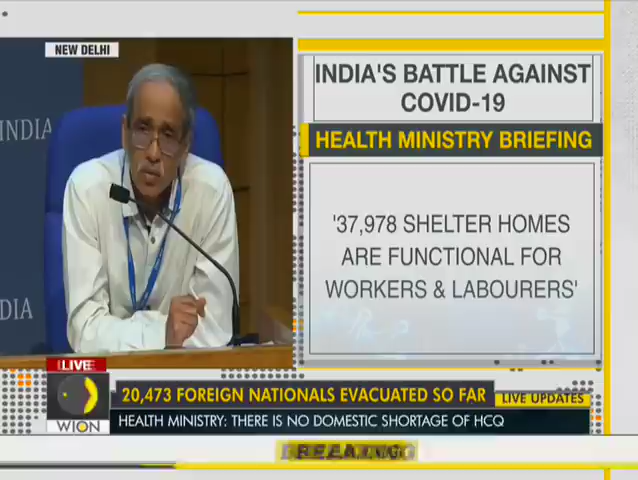 NEW DELHI
INDIA
DIA
INDIA'S BATTLE AGAINST
COVID-19
HEALTH MINISTRY BRIEFING
'37,978 SHELTER HOMES
ARE FUNCTIONAL FOR
WORKERS & LABOURERS'
LIVE
WION
20,473 FOREIGN NATIONALS EVACUATED SO FAR
LIVE UPDATES
HEALTH MINISTRY: THERE IS NO DOMESTIC SHORTAGE OF HCQ
BREAKING